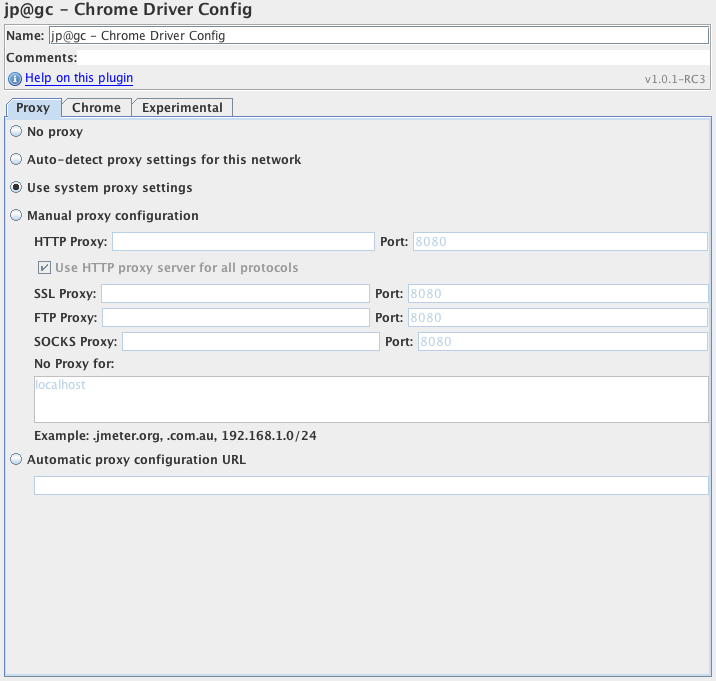 jp@gc - Chrome Driver Config
Name: jp@gc - Chrome Driver Config
Comments:
Help on this plugin v1.0.1-RC3
Proxy Chrome Experimental
No proxy
Auto-detect proxy settings for this network
Use system proxy settings
Manual proxy configuration
HTTP Proxy: Port: 8080
Use HTTP proxy server for all protocols
SSL Proxy: Port: 8080
FTP Proxy: Port: 8080
SOCKS Proxy: Port: 8080
No Proxy for:
localhost
Example: .jmeter.org, .com.au, 192.168.1.0/24
Automatic proxy configuration URL